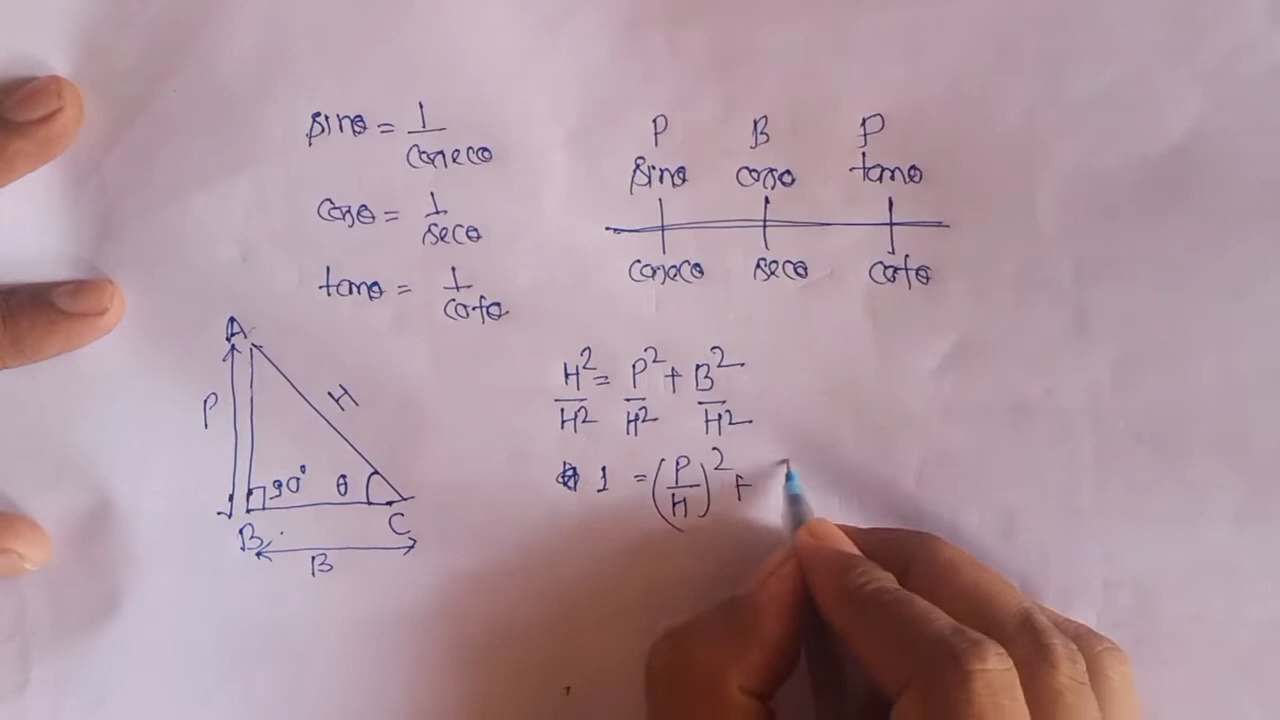 sinθ = 1/cosecθ
cosθ = 1/secθ
tanθ = 1/cotθ
P B P
sinθ cosθ tanθ
cosecθ secθ cotθ
A
P H
90° θ
B C
B
H²/H² = P²/H² + B²/H²
1 = (P/H)² +